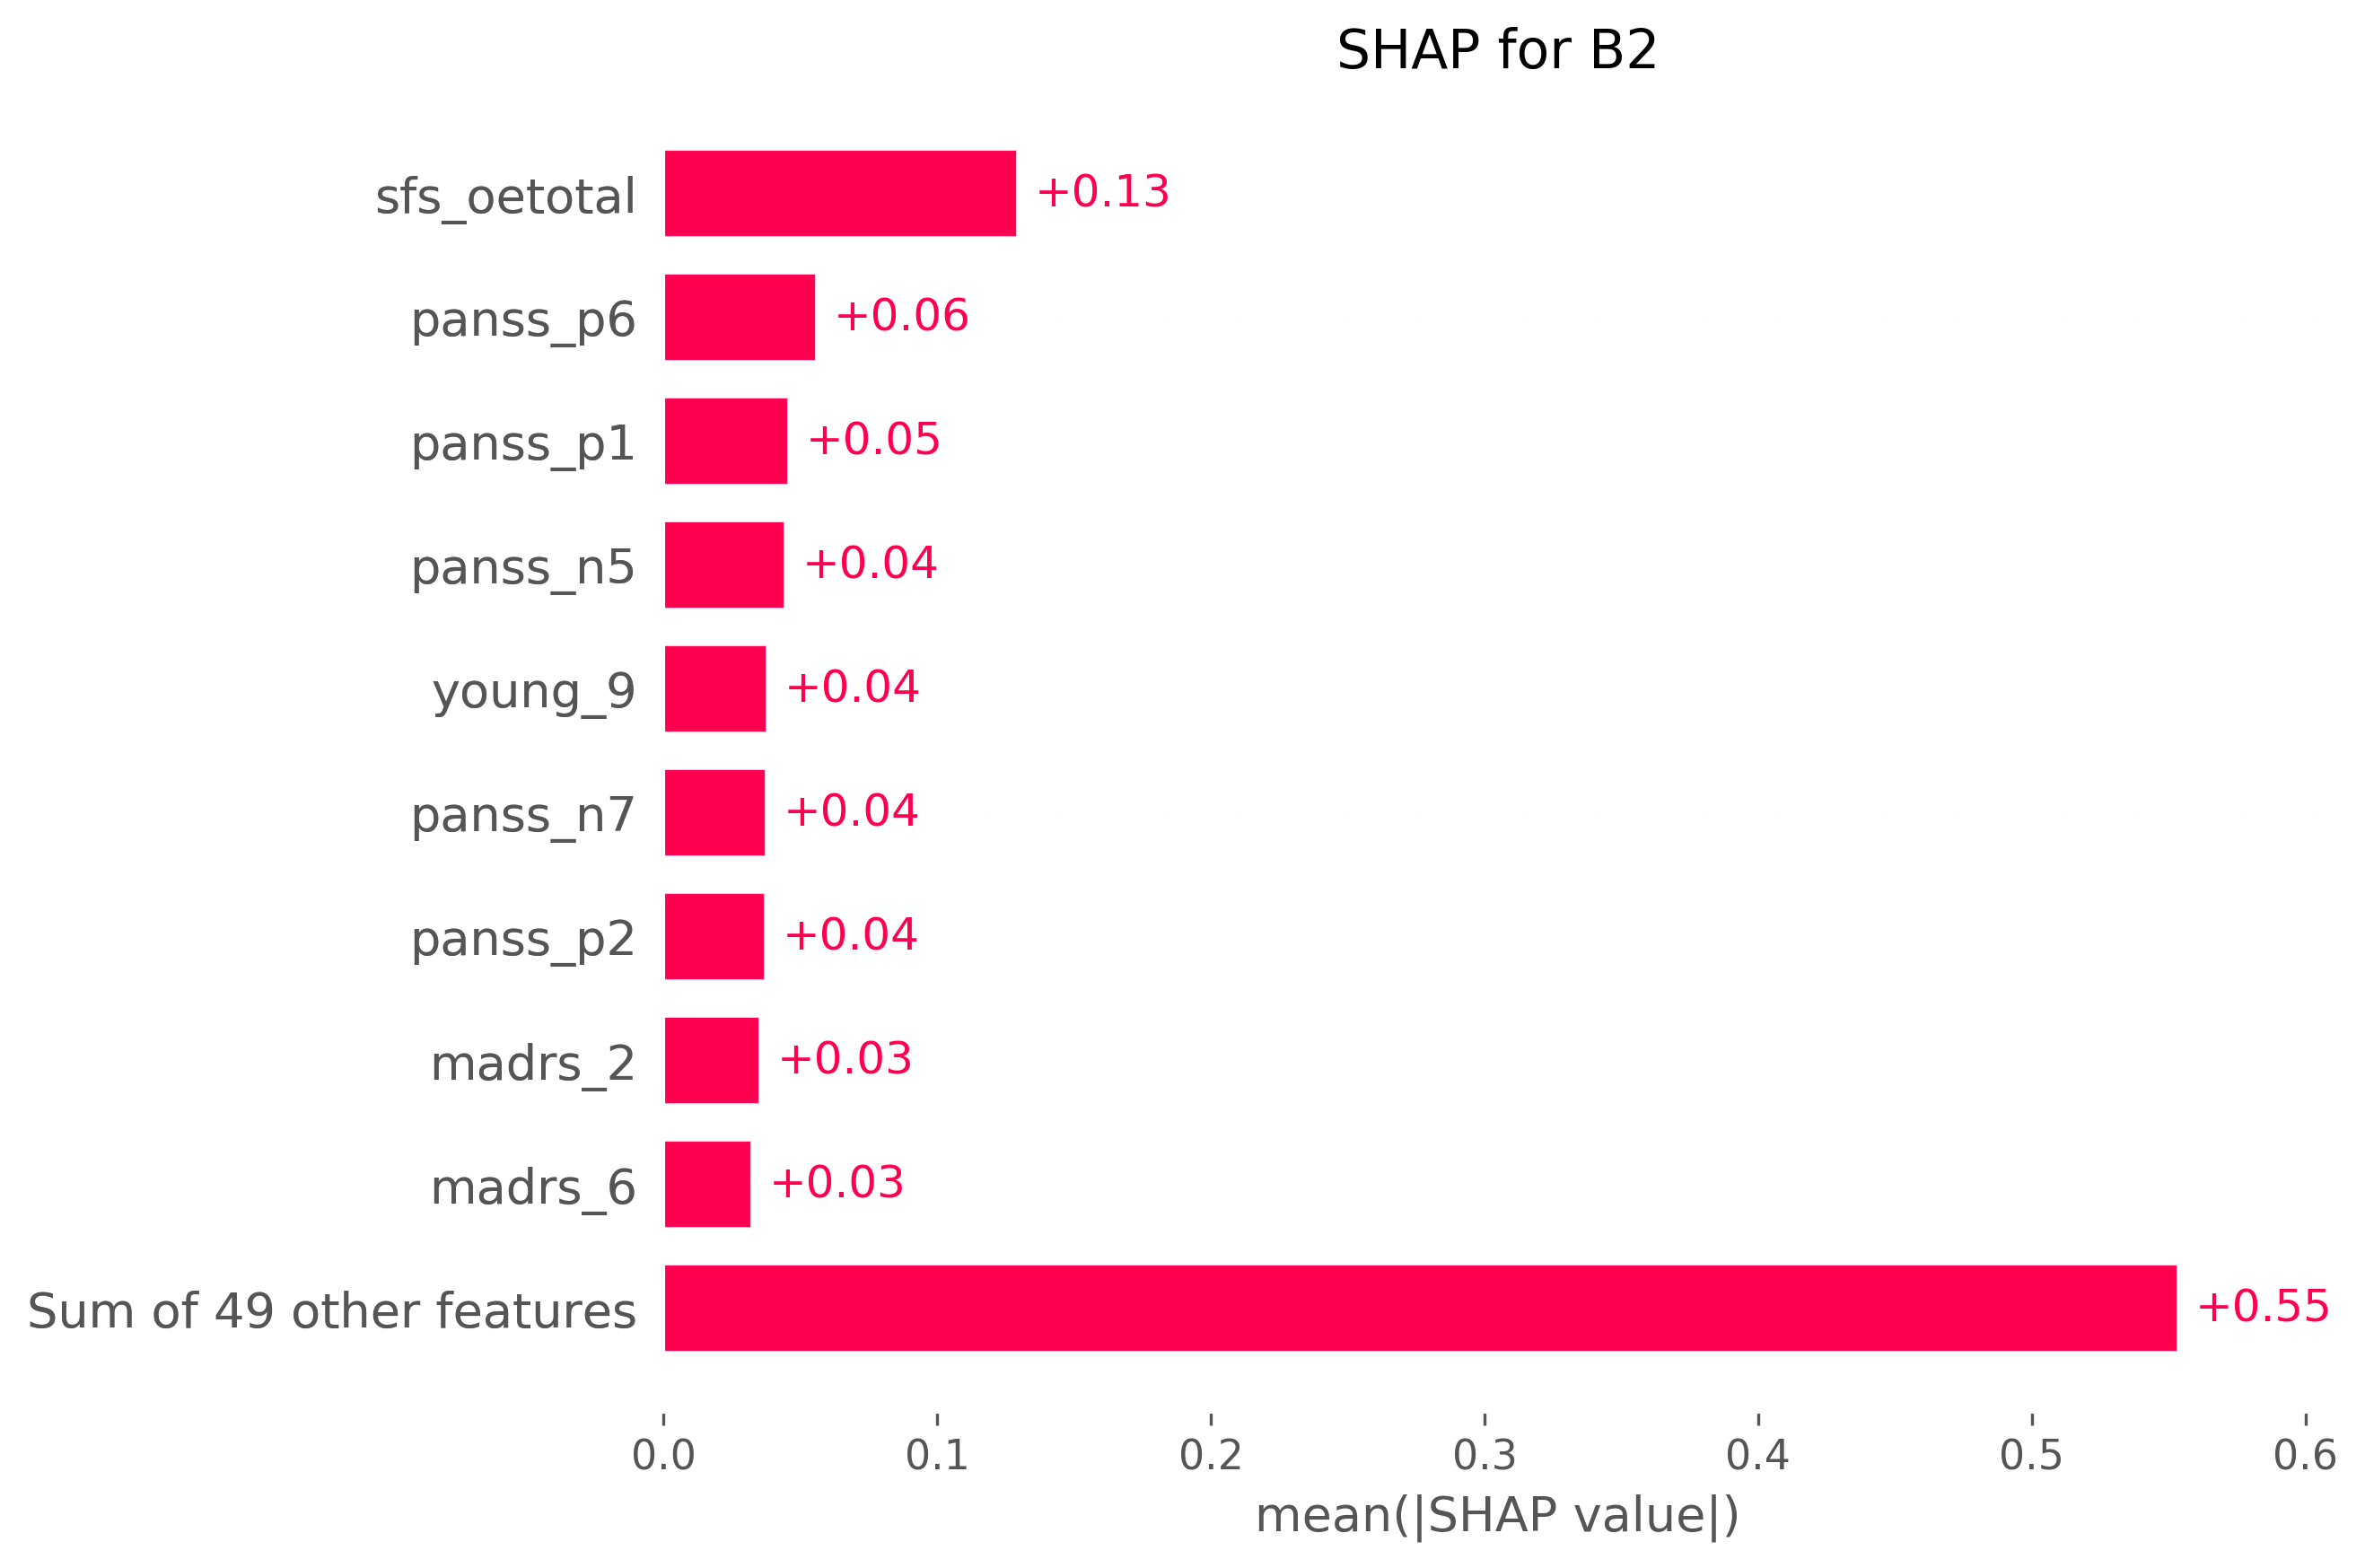 SHAP for B2
sfs_oetotal +0.13
panss_p6 +0.06
panss_p1 +0.05
panss_n5 +0.04
young_9 +0.04
panss_n7 +0.04
panss_p2 +0.04
madrs_2 +0.03
madrs_6 +0.03
Sum of 49 other features +0.55
0.0 0.1 0.2 0.3 0.4 0.5 0.6
mean(|SHAP value|)